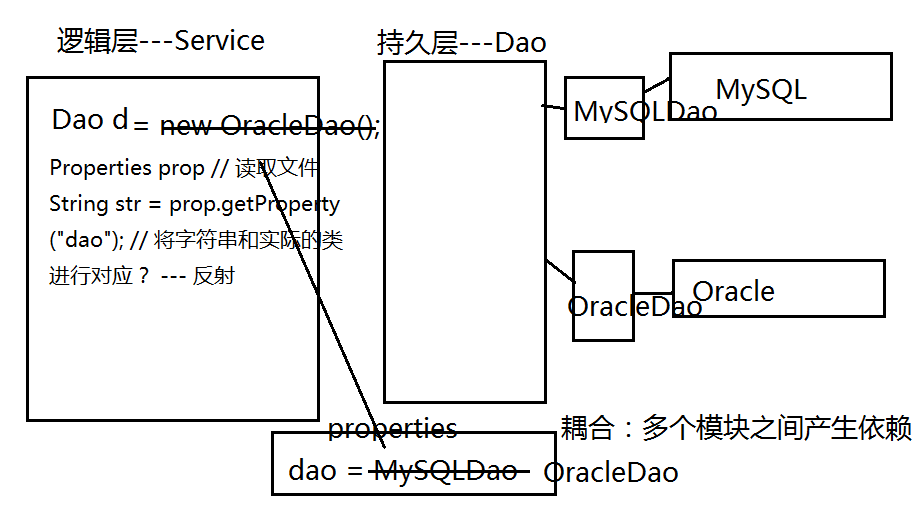 逻辑层---Service
持久层---Dao
Dao d = new OracleDao();
Properties prop // 读取文件
String str = prop.getProperty
("dao"); // 将字符串和实际的类
进行对应？ --- 反射
MySQLDao
MySQL
OracleDao
Oracle
properties
dao = MySQLDao OracleDao
耦合：多个模块之间产生依赖